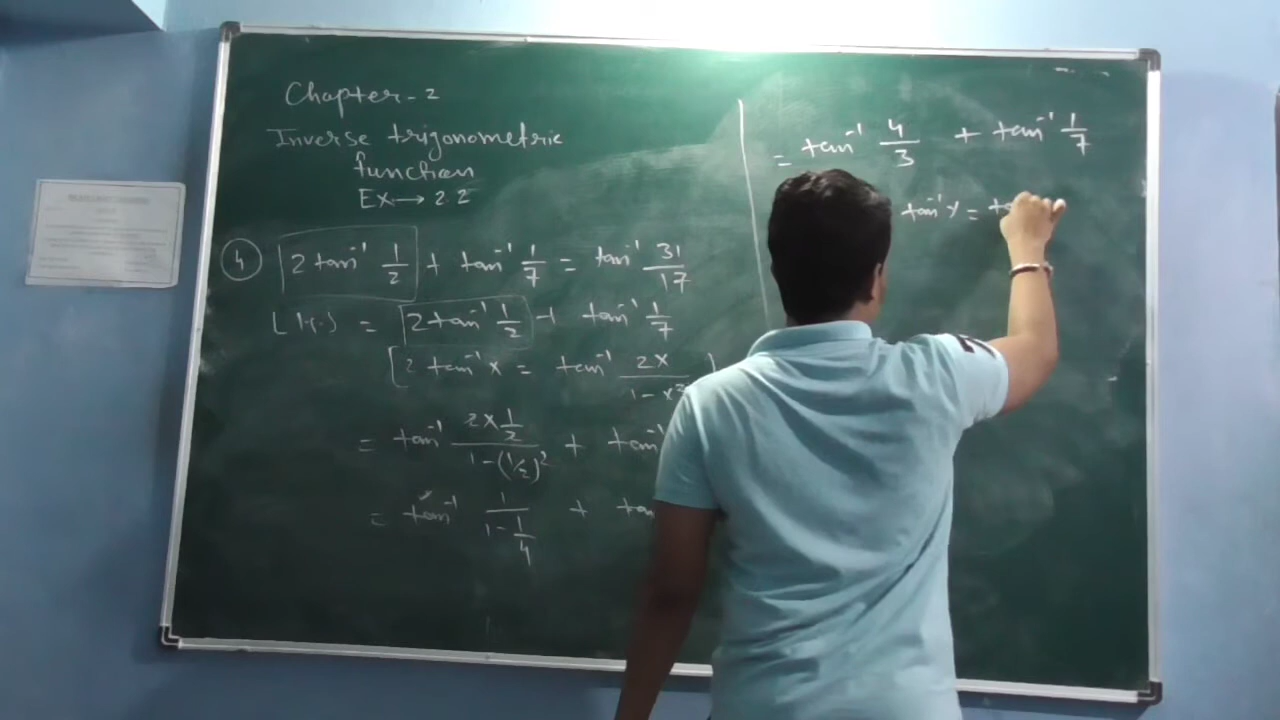 Chapter-2
Inverse trigonometric
function
Ex→2.2
④ 2 tan⁻¹ 1/2 + tan⁻¹ 1/7 = tan⁻¹ 31/17
= 2tan⁻¹ 1/2 + tan⁻¹ 1/7
[2 tan⁻¹ x = tan⁻¹ 2x/1-x²
= tan⁻¹ 2×1/2 / 1-(1/2)² + tan⁻¹
= tan⁻¹ 1/1-1/4 + tan
= tan⁻¹ 4/3 + tan⁻¹ 1/7
tan⁻¹ y =